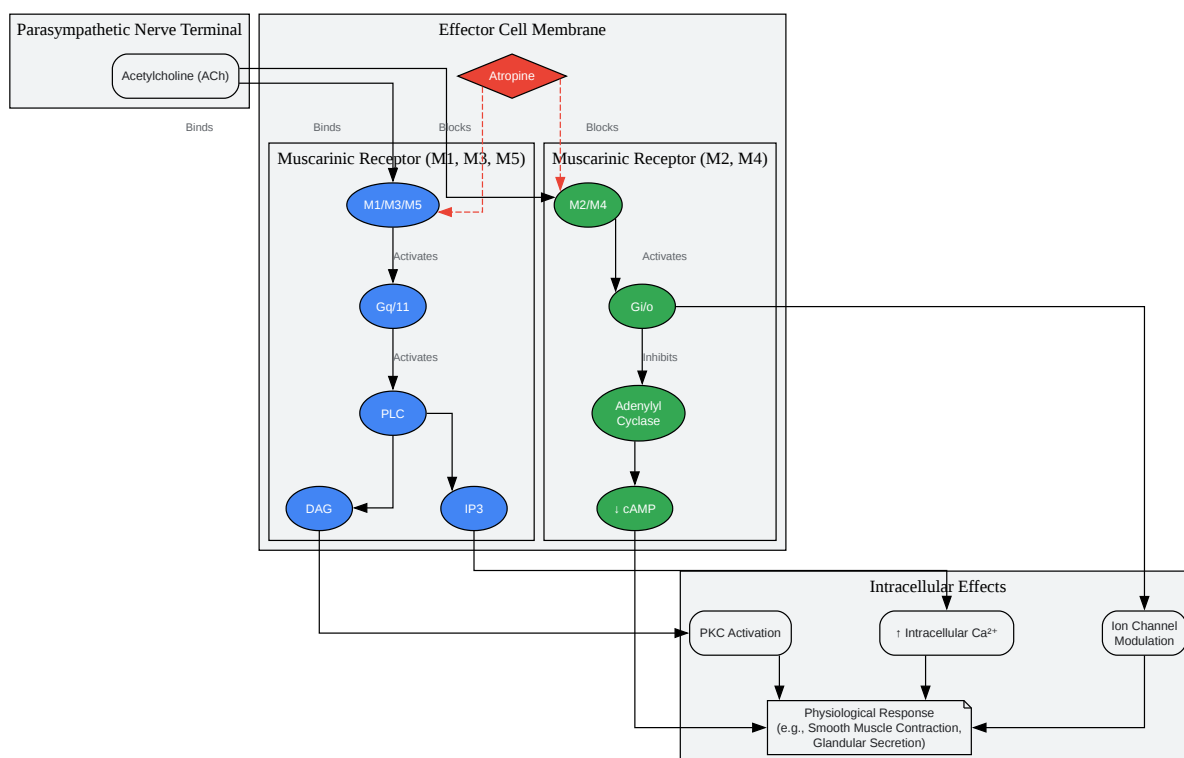 Parasympathetic Nerve Terminal
Effector Cell Membrane
Acetylcholine (ACh)
Atropine
Binds
Binds
Blocks
Blocks
Muscarinic Receptor (M1, M3, M5)
Muscarinic Receptor (M2, M4)
M1/M3/M5
M2/M4
Activates
Activates
Gq/11
Gi/o
Activates
Inhibits
PLC
Adenylyl
Cyclase
DAG
IP3
↓ cAMP
Intracellular Effects
PKC Activation
↑ Intracellular Ca²⁺
Ion Channel
Modulation
Physiological Response
(e.g., Smooth Muscle Contraction,
Glandular Secretion)